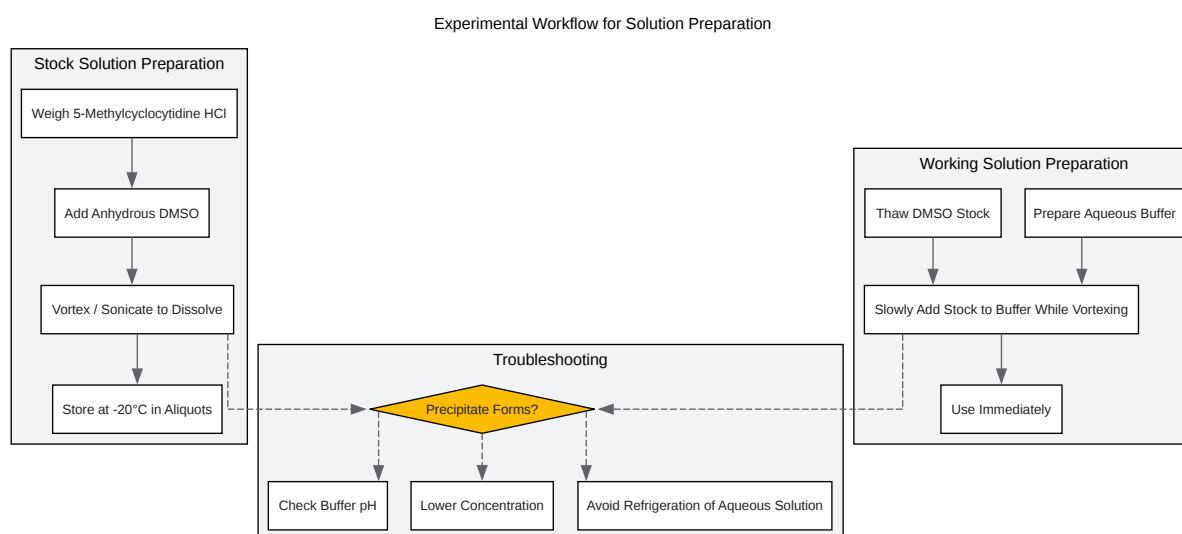 Experimental Workflow for Solution Preparation
Stock Solution Preparation
Weigh 5-Methylcyclocytidine HCl
Add Anhydrous DMSO
Vortex / Sonicate to Dissolve
Store at -20°C in Aliquots
Working Solution Preparation
Thaw DMSO Stock
Prepare Aqueous Buffer
Slowly Add Stock to Buffer While Vortexing
Use Immediately
Troubleshooting
Precipitate Forms?
Check Buffer pH
Lower Concentration
Avoid Refrigeration of Aqueous Solution